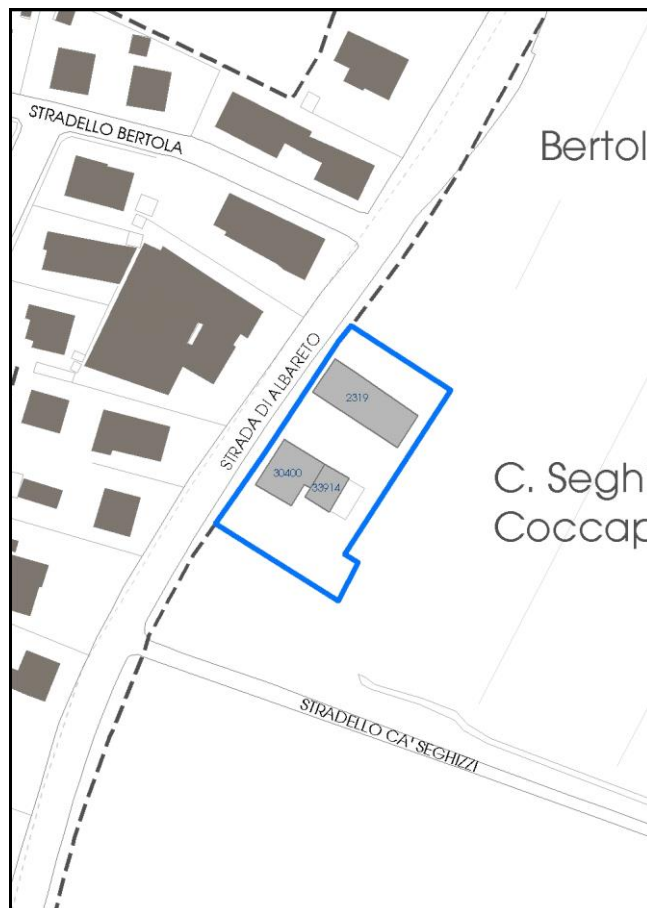 STRADELLO BERTOLA
Bertol
STRADA DI ALBARETO
2319
30400
33914
C. Segh
Coccap
STRADELLO CA' SEGHIZZI